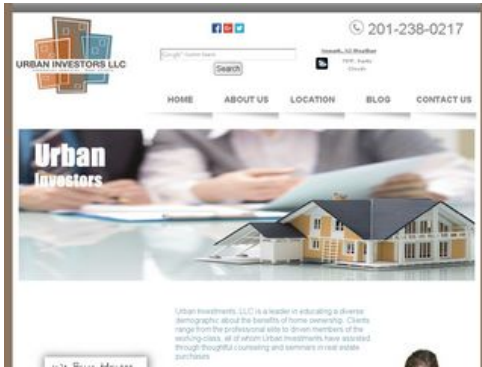 201-238-0217
URBAN INVESTORS LLC
Search
HOME ABOUT US LOCATION BLOG CONTACT US
Urban
Investors
Urban Investments, LLC is a leader in educating a diverse
demographic about the benefits of home ownership. Clients
range from the professional elite to driven members of the
working-class, all of whom Urban Investments have assisted
through thoughtful counseling and seminars in real estate
purchases.
We Buy Houses